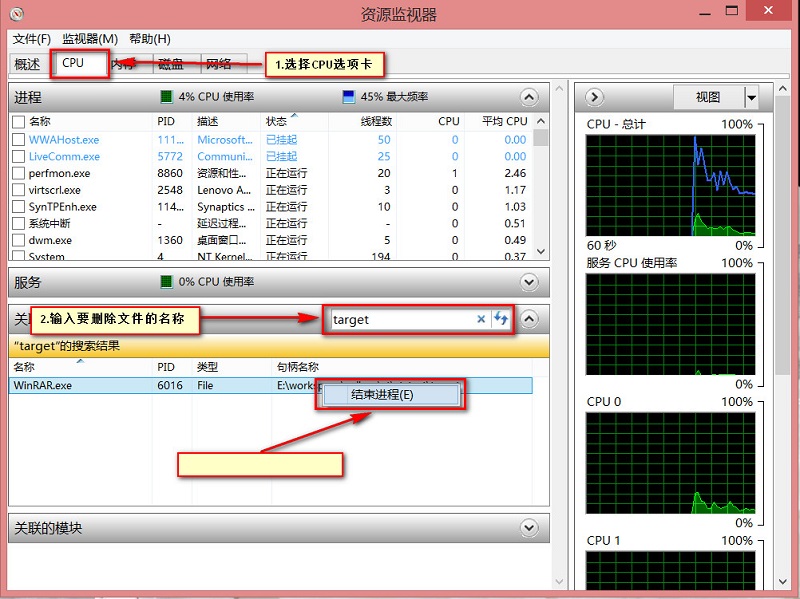 资源监视器
文件(F) 监视器(M) 帮助(H)
概述 CPU 内存 磁盘 网络
1.选择CPU选项卡
进程 4% CPU 使用率 45% 最大频率
名称 PID 描述 状态 线程数 CPU 平均 CPU
WWAHost.exe 111... Microsoft... 已挂起 50 0 0.00
LiveComm.exe 5772 Communi... 已挂起 25 0 0.00
perfmon.exe 8860 资源和性... 正在运行 20 1 2.46
virtscrl.exe 2548 Lenovo A... 正在运行 3 0 1.17
SynTPEnh.exe 114... Synaptics ... 正在运行 10 0 1.03
系统中断 - 延迟过程... 正在运行 - 0 0.51
dwm.exe 1360 桌面窗口... 正在运行 5 0 0.49
System 4 NT Kernel... 正在运行 194 0 0.37
服务 0% CPU 使用率
2.输入要删除文件的名称
target
"target"的搜索结果
名称 PID 类型 句柄名称
WinRAR.exe 6016 File
结束进程(E)
关联的模块
视图
CPU - 总计 100%
60 秒 0%
服务 CPU 使用率 100%
0%
CPU 0 100%
0%
CPU 1 100%